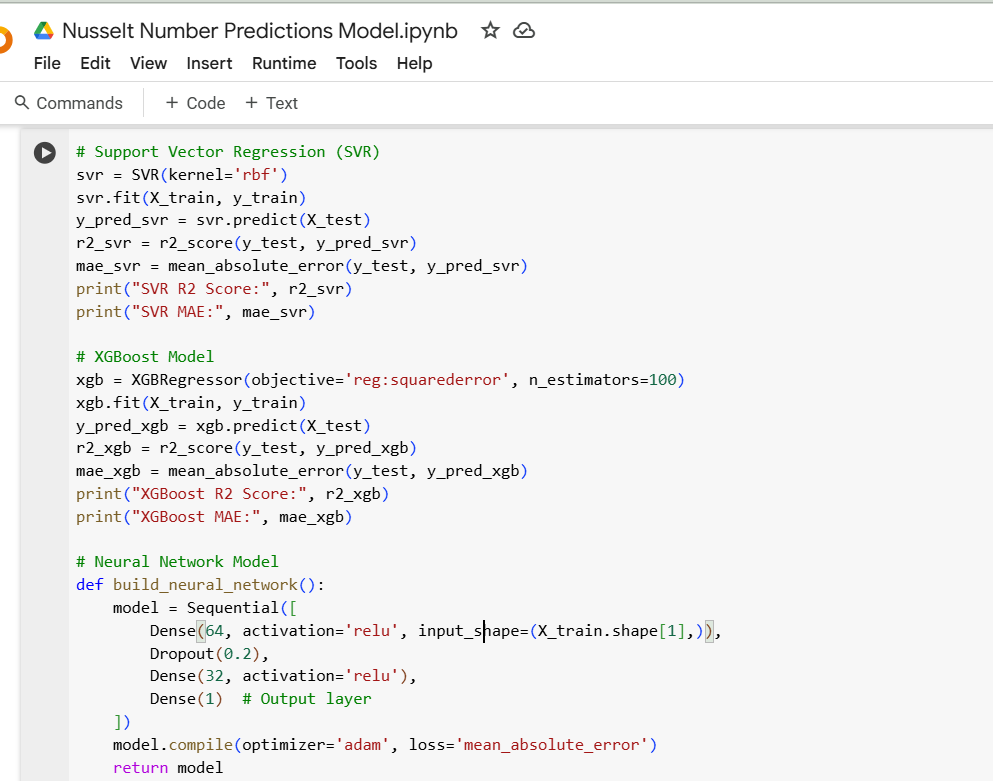 Nusselt Number Predictions Model.ipynb
File Edit View Insert Runtime Tools Help
Commands + Code + Text
# Support Vector Regression (SVR)
svr = SVR(kernel='rbf')
svr.fit(X_train, y_train)
y_pred_svr = svr.predict(X_test)
r2_svr = r2_score(y_test, y_pred_svr)
mae_svr = mean_absolute_error(y_test, y_pred_svr)
print("SVR R2 Score:", r2_svr)
print("SVR MAE:", mae_svr)
# XGBoost Model
xgb = XGBRegressor(objective='reg:squarederror', n_estimators=100)
xgb.fit(X_train, y_train)
y_pred_xgb = xgb.predict(X_test)
r2_xgb = r2_score(y_test, y_pred_xgb)
mae_xgb = mean_absolute_error(y_test, y_pred_xgb)
print("XGBoost R2 Score:", r2_xgb)
print("XGBoost MAE:", mae_xgb)
# Neural Network Model
def build_neural_network():
    model = Sequential([
        Dense(64, activation='relu', input_shape=(X_train.shape[1],)),
        Dropout(0.2),
        Dense(32, activation='relu'),
        Dense(1)  # Output layer
    ])
    model.compile(optimizer='adam', loss='mean_absolute_error')
    return model